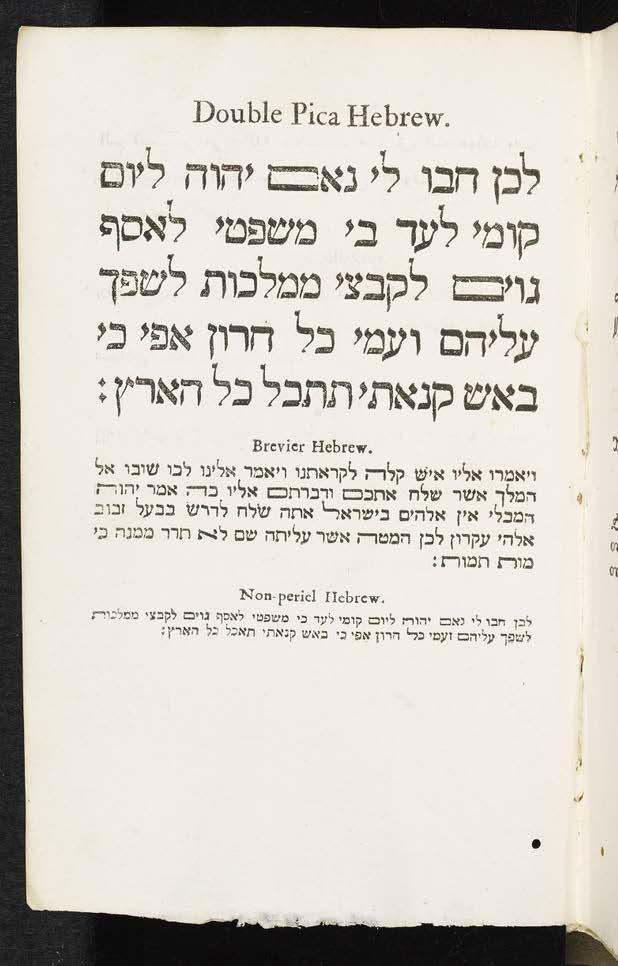 Double Pica Hebrew.
לכן חכו לי נאם יהוה ליום
קומי לעד כי משפטי לאסף
גוים לקבצי ממלכות לשפך
עליהם ועמי כל חרון אפי כי
באש קנאתי תתכל כל הארץ:
Brevier Hebrew.
ויאמרו אליו איש קלה לקראתנו ויאמר אלינו לכו שובו אל
המלך אשר שלח אתכם ודברתם אליו כה אמר יהוה
המבלי אין אלהים בישראל אתה שלח לדרש בבעל זבוב
אלהי עקרון לכן המטה אשר עליתה שם לא תרד ממנה כי
מות תמות:
Non-periel Hebrew.
לכן חכו לי נאם יהוה ליום קומי לעד כי משפטי לאסף גוים לקבצי ממלכות
לשפך עליהם זעמי כל חרון אפי כי באש קנאתי תאכל כל הארץ: